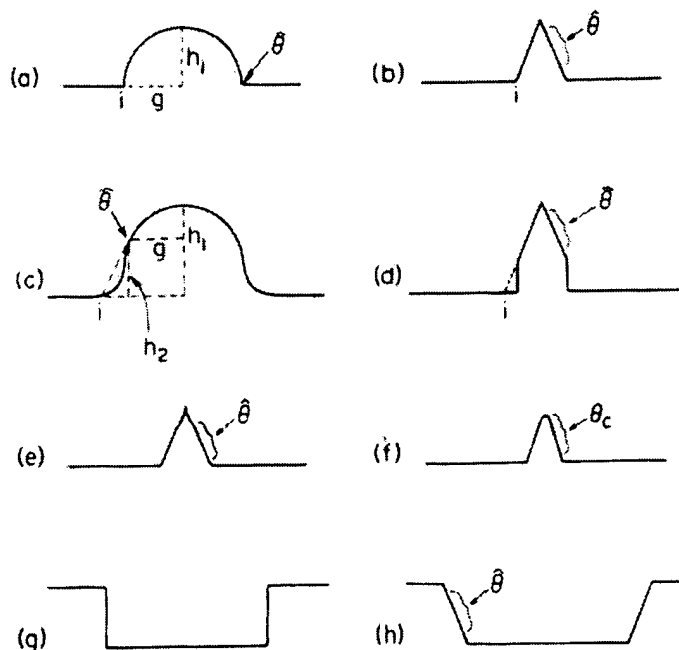 (a) h₁ θ̂ i g
(b) θ̂ i
(c) θ̂ g h₁ i h₂
(d) θ̂ i
(e) θ̂
(f) θc
(g)
(h) θ̂